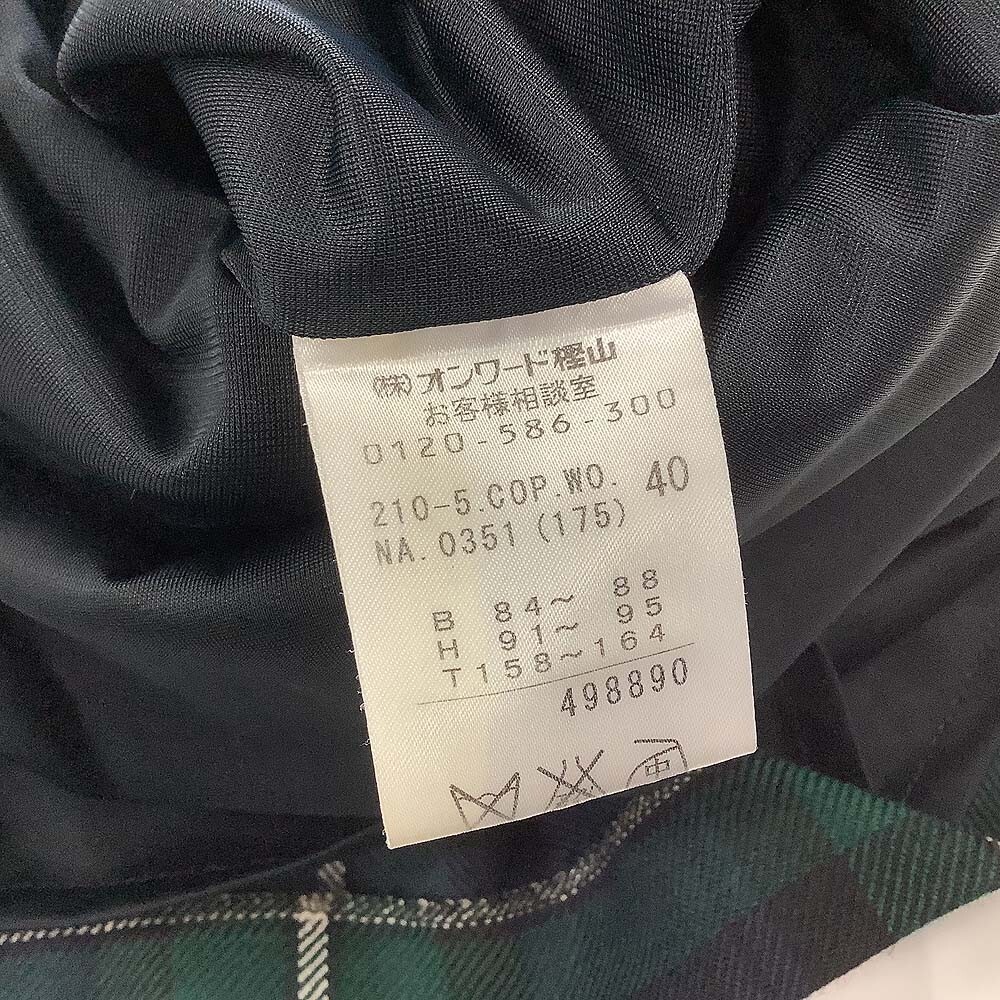 (株)オンワード樫山
お客様相談室
0120-586-300
210-5.COP.WO. 40
NA.0351 (175)
B 84～ 88
H 91～ 95
T158～164
498890
中